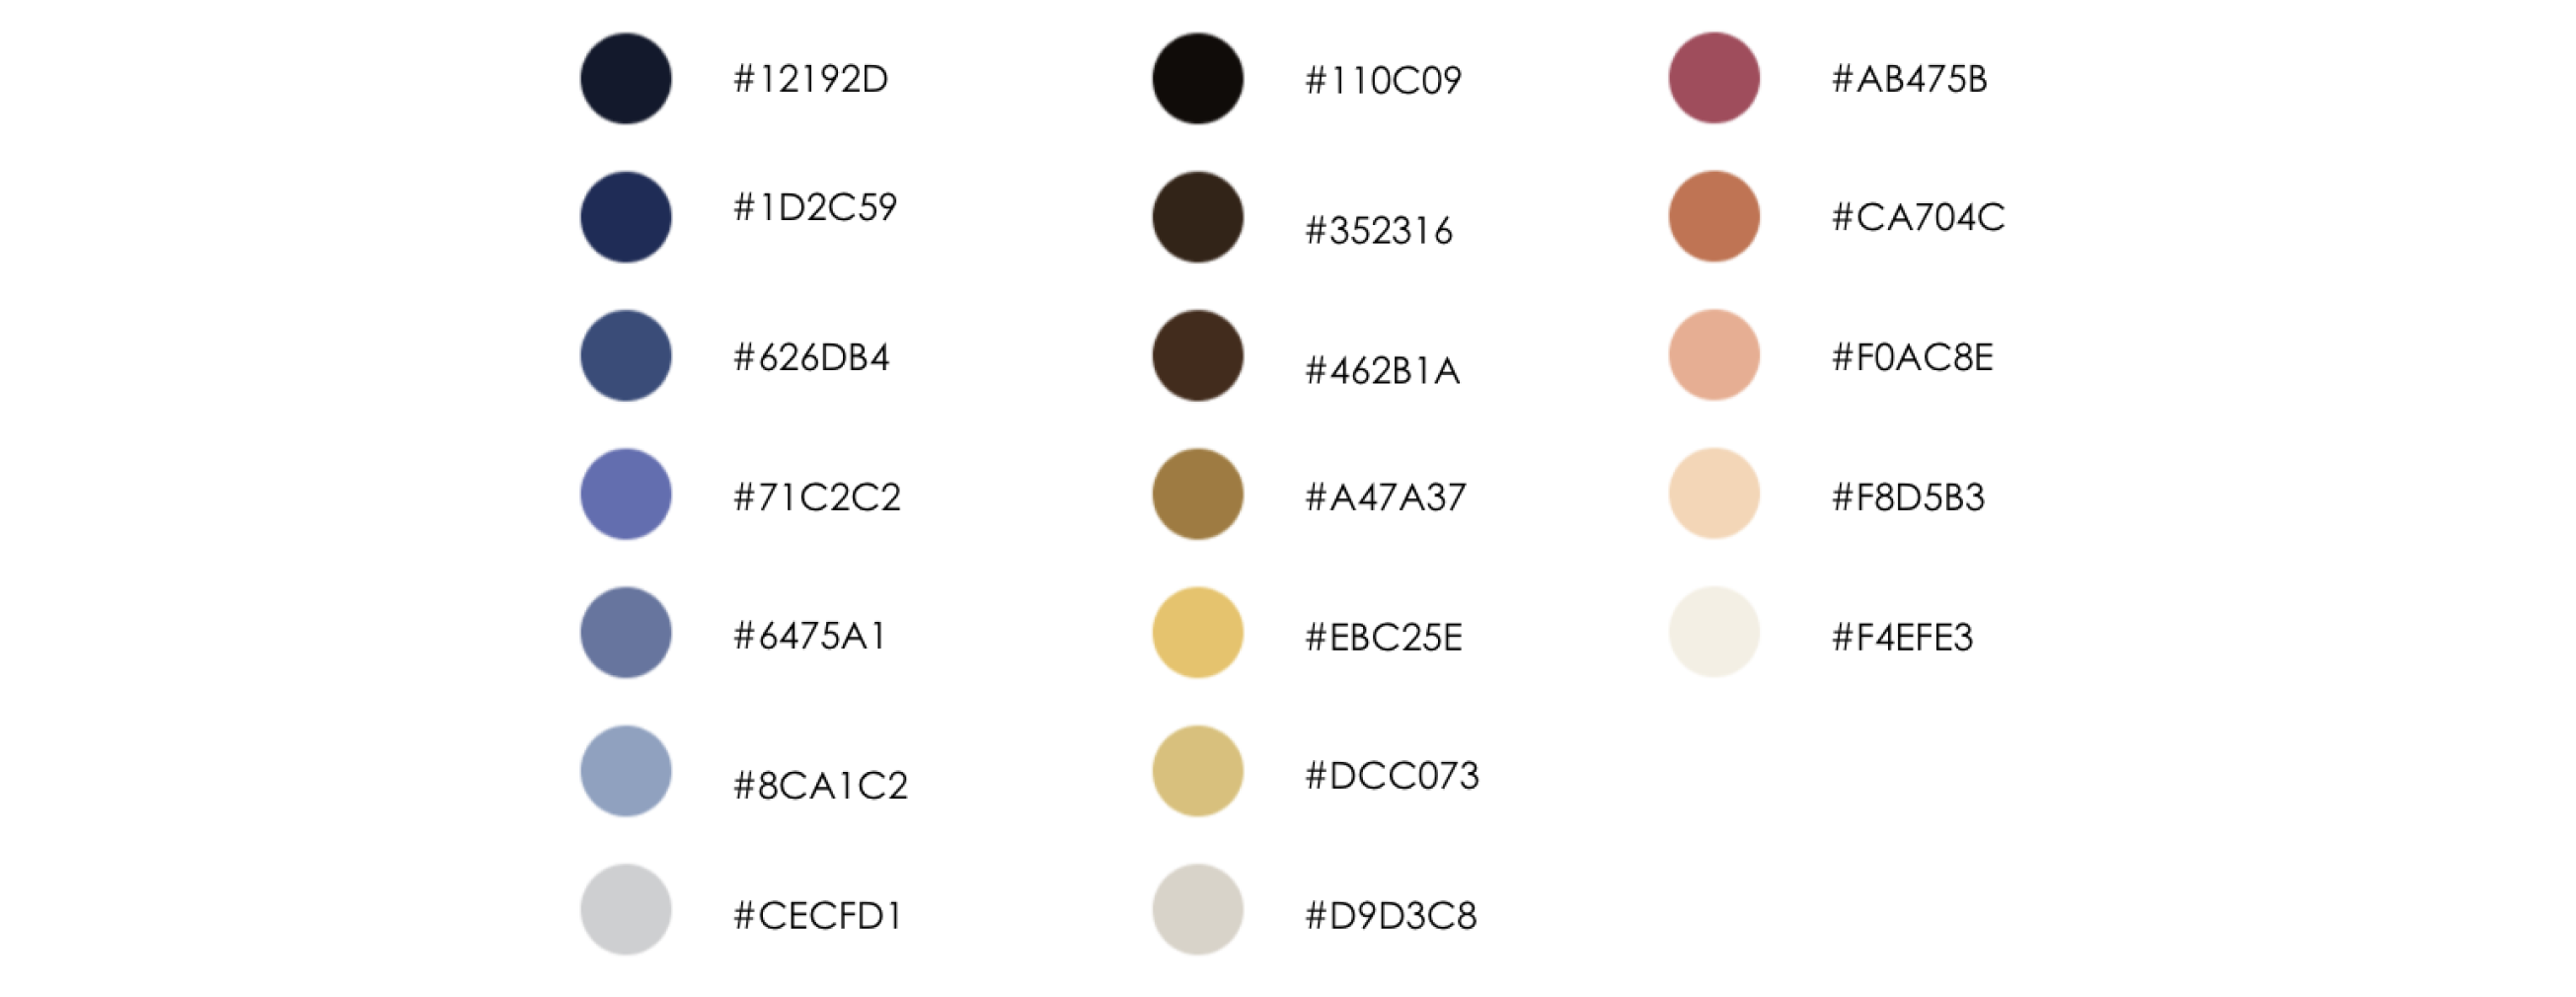 #12192D
#1D2C59
#626DB4
#71C2C2
#6475A1
#8CA1C2
#CECFD1
#110C09
#352316
#462B1A
#A47A37
#EBC25E
#DCC073
#D9D3C8
#AB475B
#CA704C
#F0AC8E
#F8D5B3
#F4EFE3